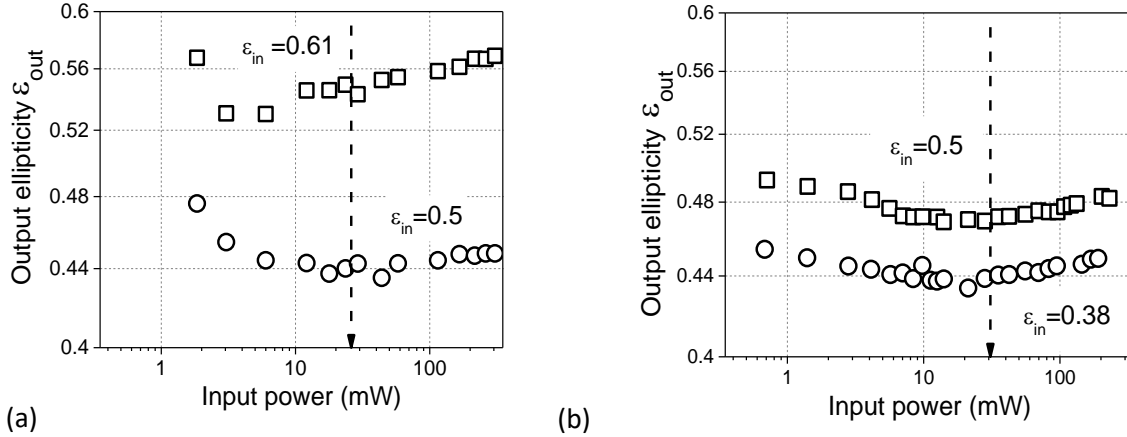 0.6
0.56
0.52
0.48
0.44
0.4
Output ellipticity ε_out
ε_in =0.61
ε_in=0.5
1
10
100
Input power (mW)
(a)
0.6
0.56
0.52
0.48
0.44
0.4
Output ellipticity ε_out
ε_in=0.5
ε_in=0.38
1
10
100
Input power (mW)
(b)